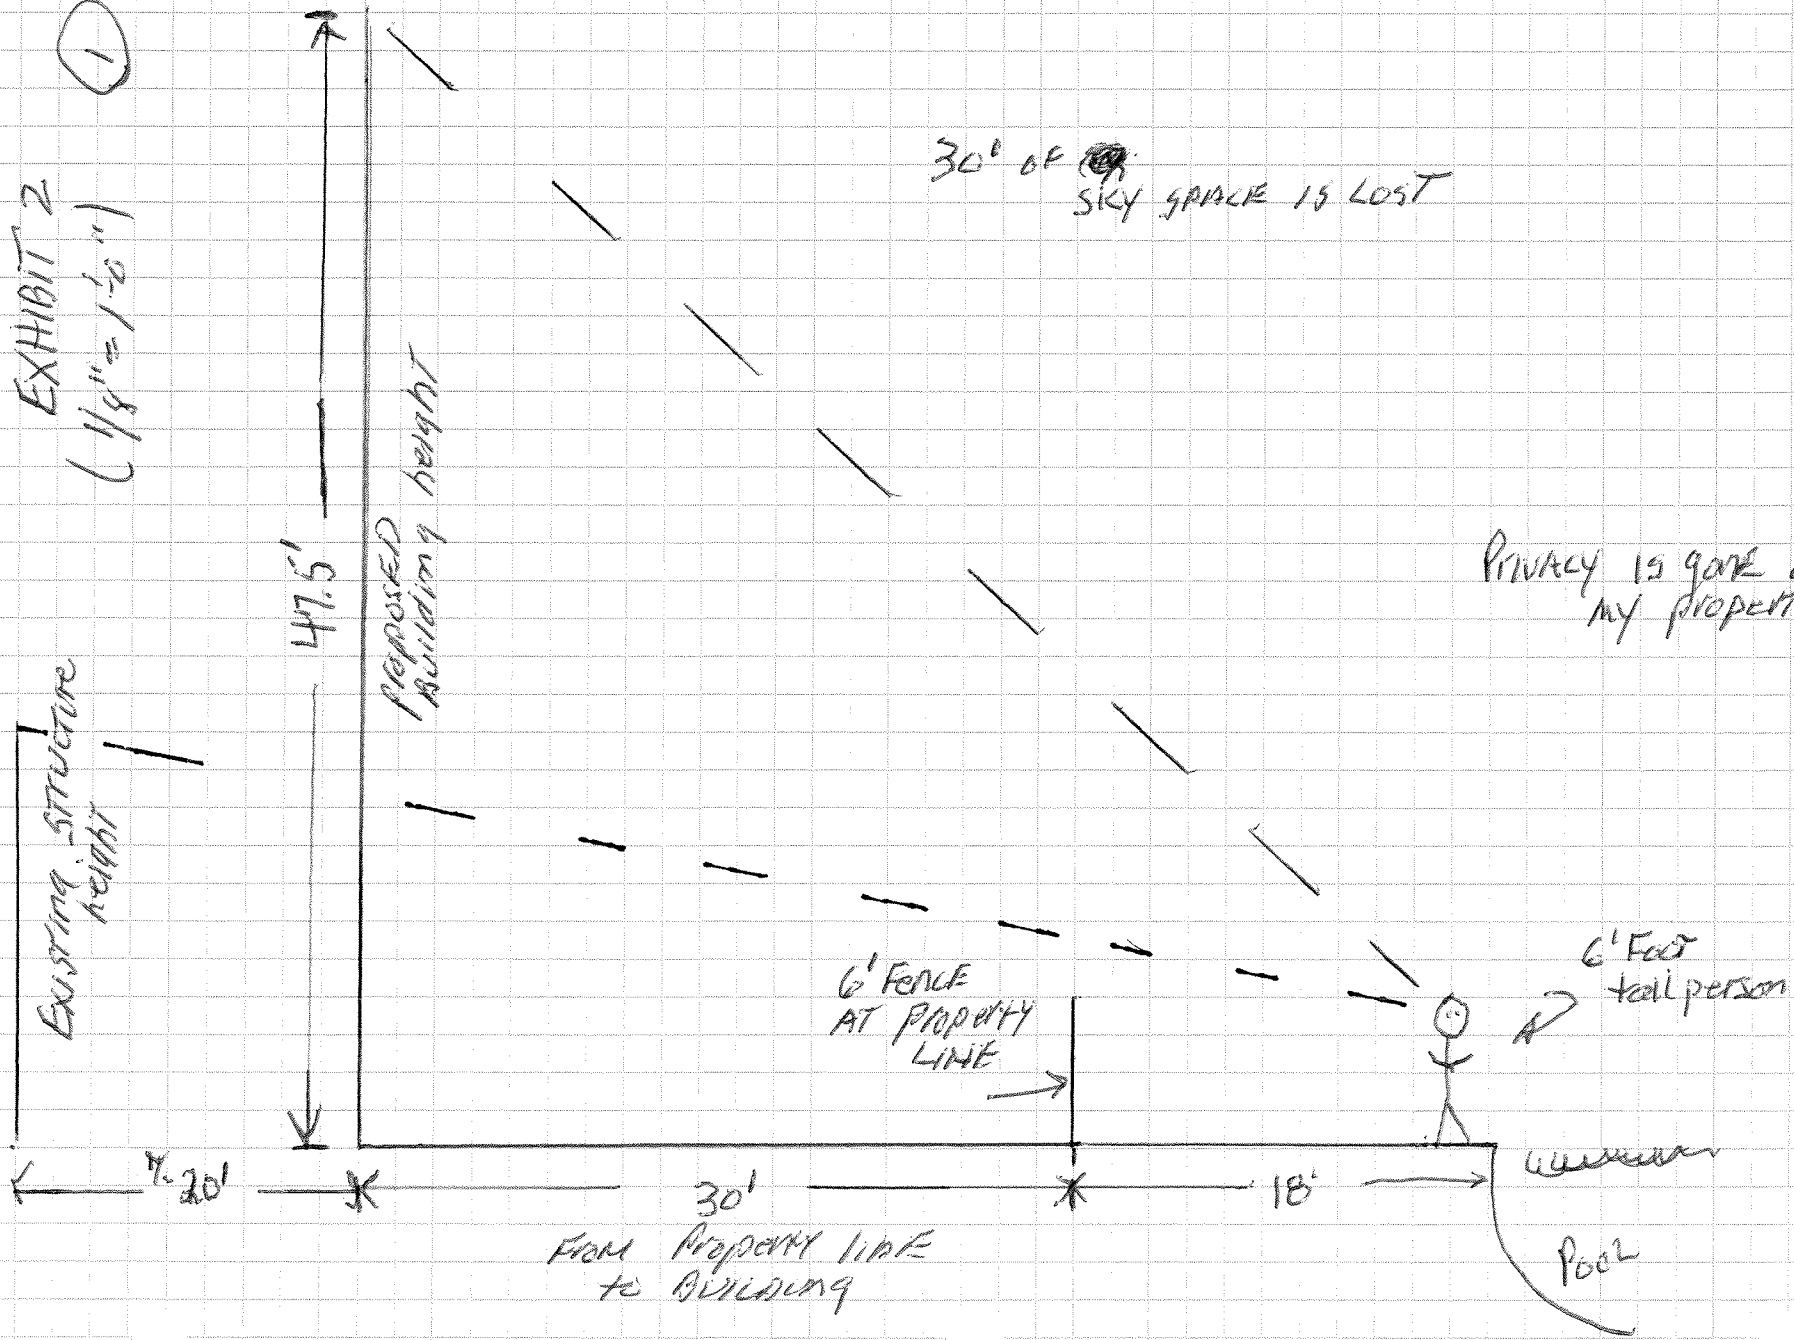 1
EXHIBIT 2
(1/8" = 1'-0")
30' OF
SKY SPACE IS LOST
47.5'
PROPOSED
Building height
PRIVACY IS gone
my proper
Existing STRUCTURE
height
6' FENCE
AT Property
LINE
6' Foot
tall person
20'
30'
18'
From Property line
to Building
Pool